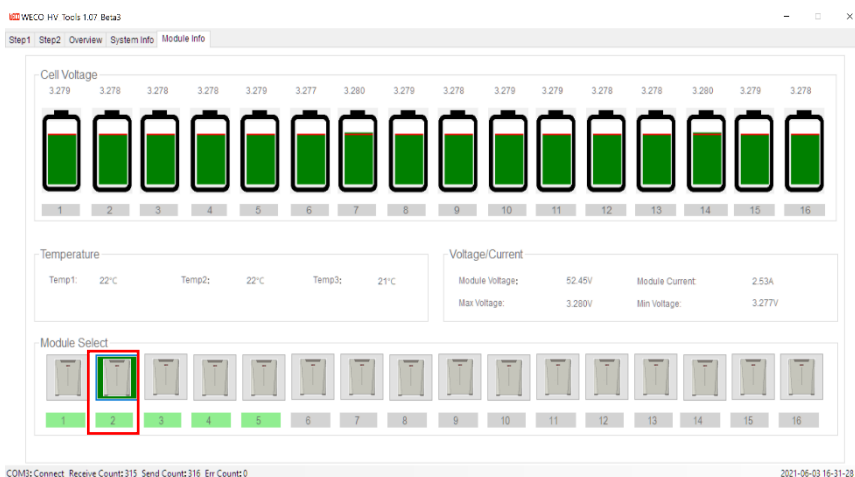 WECO HV Tools 1.07 Beta3
Step1 Step2 Overview System Info Module Info
Cell Voltage
3.279 3.278 3.278 3.278 3.279 3.277 3.280 3.279 3.278 3.279 3.279 3.278 3.278 3.280 3.279 3.278
1 2 3 4 5 6 7 8 9 10 11 12 13 14 15 16
Temperature
Temp1: 22°C Temp2: 22°C Temp3: 21°C
Voltage/Current
Module Voltage: 52.45V Module Current: 2.53A
Max Voltage: 3.280V Min Voltage: 3.277V
Module Select
1 2 3 4 5 6 7 8 9 10 11 12 13 14 15 16
COM3: Connect Receive Count: 315 Send Count: 316 Err Count: 0 2021-06-03 16-31-28